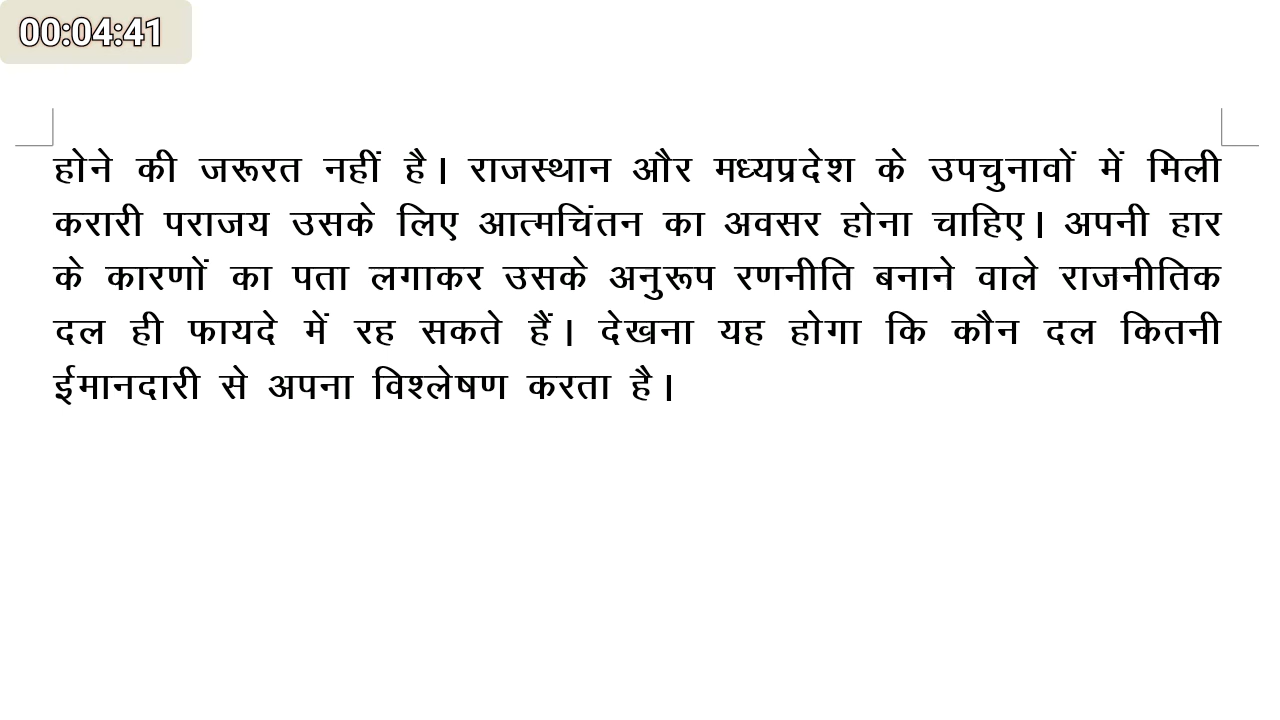 00:04:41
होने की जरूरत नहीं है। राजस्थान और मध्यप्रदेश के उपचुनावों में मिली
करारी पराजय उसके लिए आत्मचिंतन का अवसर होना चाहिए। अपनी हार
के कारणों का पता लगाकर उसके अनुरूप रणनीति बनाने वाले राजनीतिक
दल ही फायदे में रह सकते हैं। देखना यह होगा कि कौन दल कितनी
ईमानदारी से अपना विश्लेषण करता है।